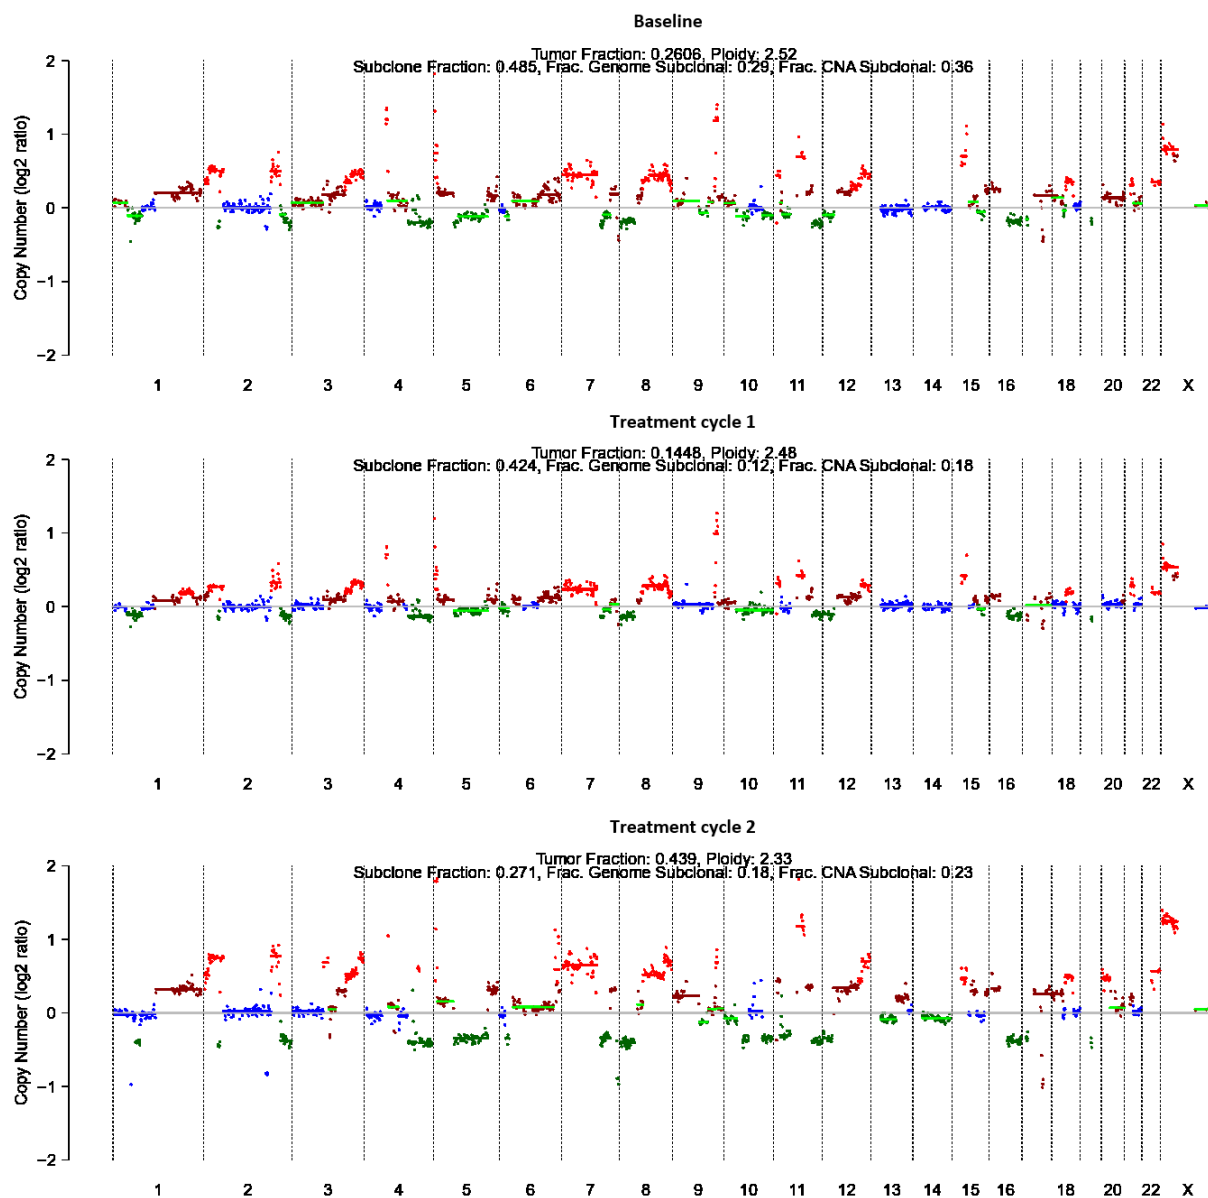 Baseline
Tumor Fraction: 0.2606, Ploidy: 2.52
Subclone Fraction: 0.485, Frac. Genome Subclonal: 0.29, Frac. CNA Subclonal: 0.36
Copy Number (log2 ratio)
2
1
0
−1
−2
1 2 3 4 5 6 7 8 9 10 11 12 13 14 15 16 18 20 22 X
Treatment cycle 1
Tumor Fraction: 0.1448, Ploidy: 2.48
Subclone Fraction: 0.424, Frac. Genome Subclonal: 0.12, Frac. CNA Subclonal: 0.18
Copy Number (log2 ratio)
2
1
0
−1
−2
1 2 3 4 5 6 7 8 9 10 11 12 13 14 15 16 18 20 22 X
Treatment cycle 2
Tumor Fraction: 0.439, Ploidy: 2.33
Subclone Fraction: 0.271, Frac. Genome Subclonal: 0.18, Frac. CNA Subclonal: 0.23
Copy Number (log2 ratio)
2
1
0
−1
−2
1 2 3 4 5 6 7 8 9 10 11 12 13 14 15 16 18 20 22 X